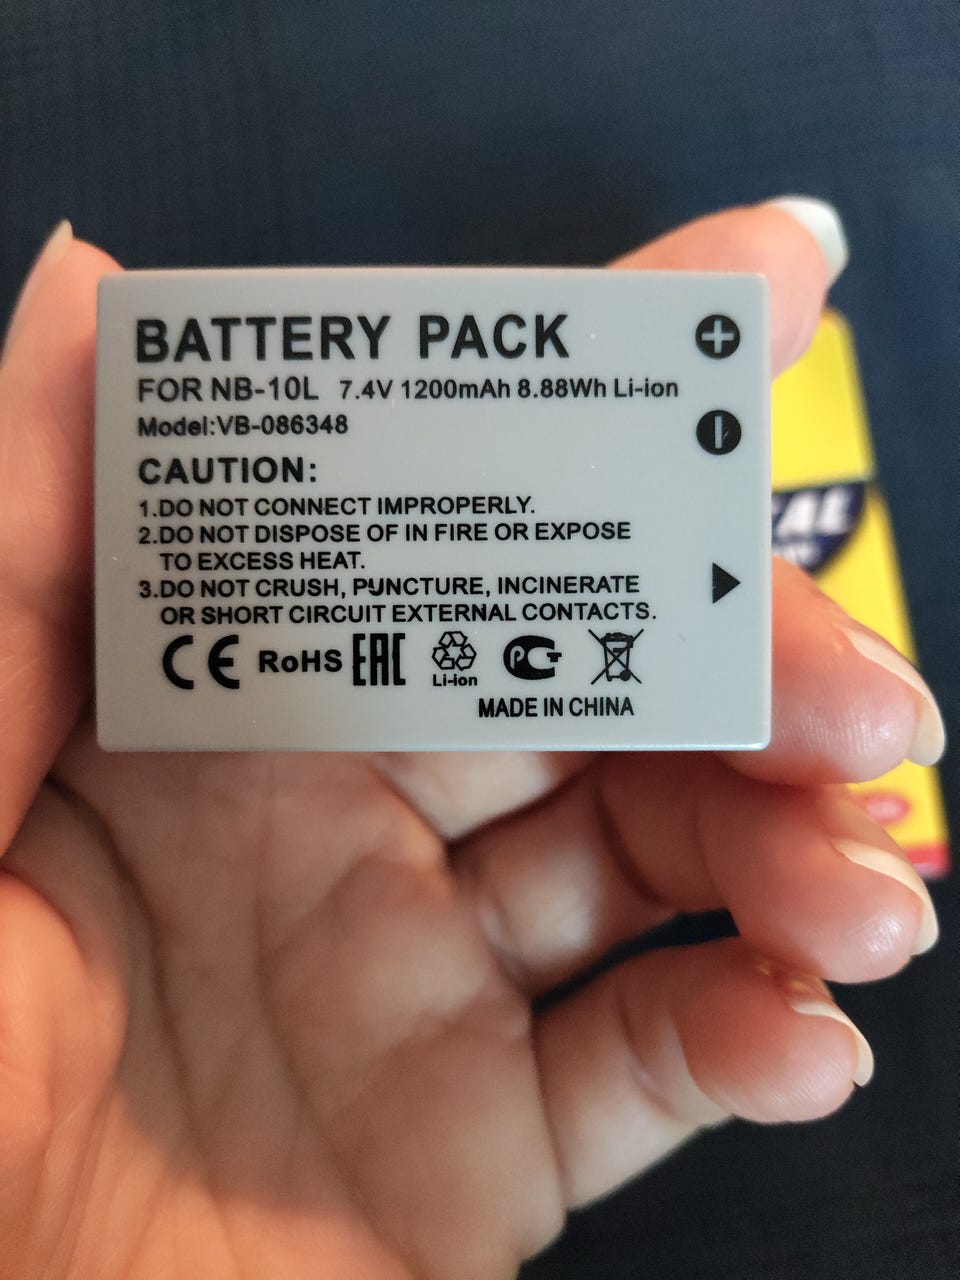 BATTERY PACK
FOR NB-10L 7.4V 1200mAh 8.88Wh Li-ion
Model:VB-086348
CAUTION:
1.DO NOT CONNECT IMPROPERLY.
2.DO NOT DISPOSE OF IN FIRE OR EXPOSE
TO EXCESS HEAT.
3.DO NOT CRUSH, PUNCTURE, INCINERATE
OR SHORT CIRCUIT EXTERNAL CONTACTS.
CE RoHS EAC Li-ion PCT
MADE IN CHINA